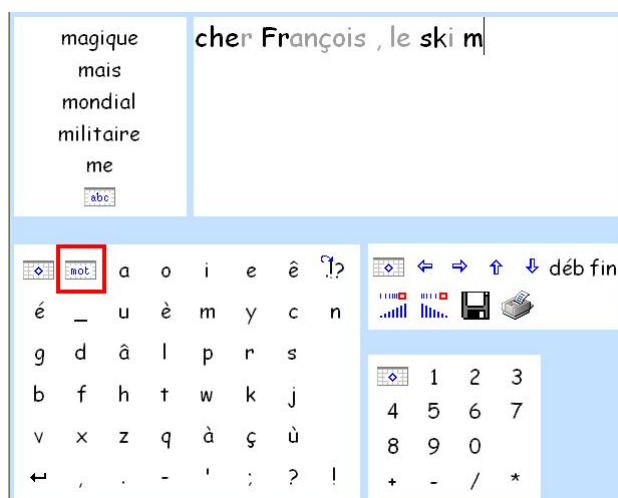 magique
mais
mondial
militaire
me
abc
cher François , le ski m
mot a o i e ê !?
é _ u è m y c n
g d â l p r s
b f h t w k j
v x z q à ç ù
↵ , . - ' ; ? !
⇦ ⇨ ⇧ ⇩ déb fin
1 2 3
4 5 6 7
8 9 0
+ - / *